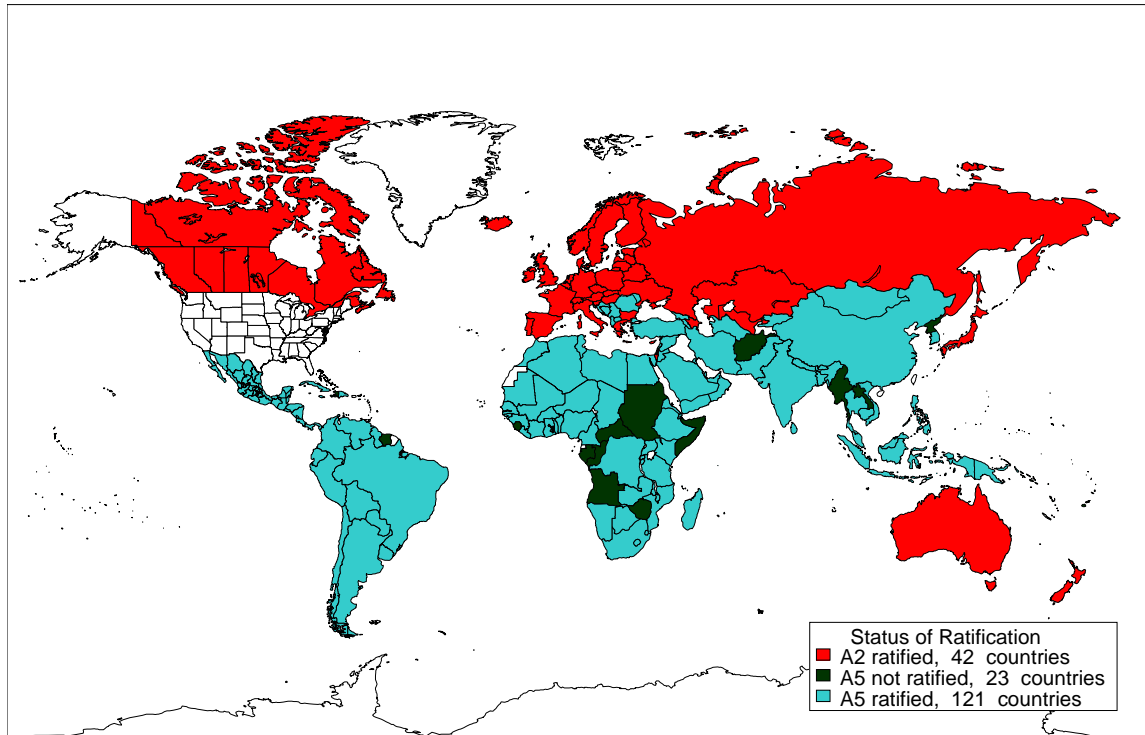 Status of Ratification
A2 ratified, 42 countries
A5 not ratified, 23 countries
A5 ratified, 121 countries